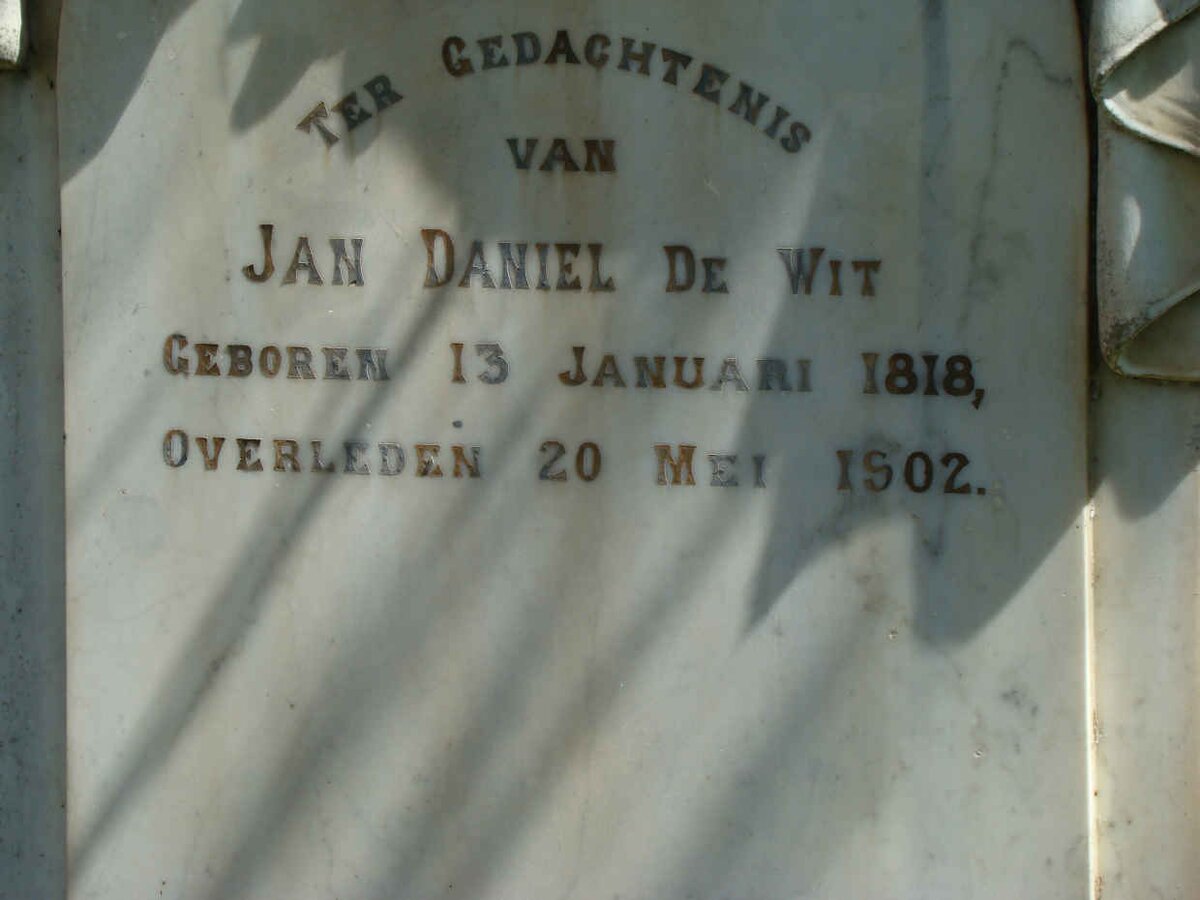 TER GEDACHTENIS
VAN
JAN DANIEL DE WIT
GEBOREN 13 JANUARI 1818,
OVERLEDEN 20 MEI 1902.